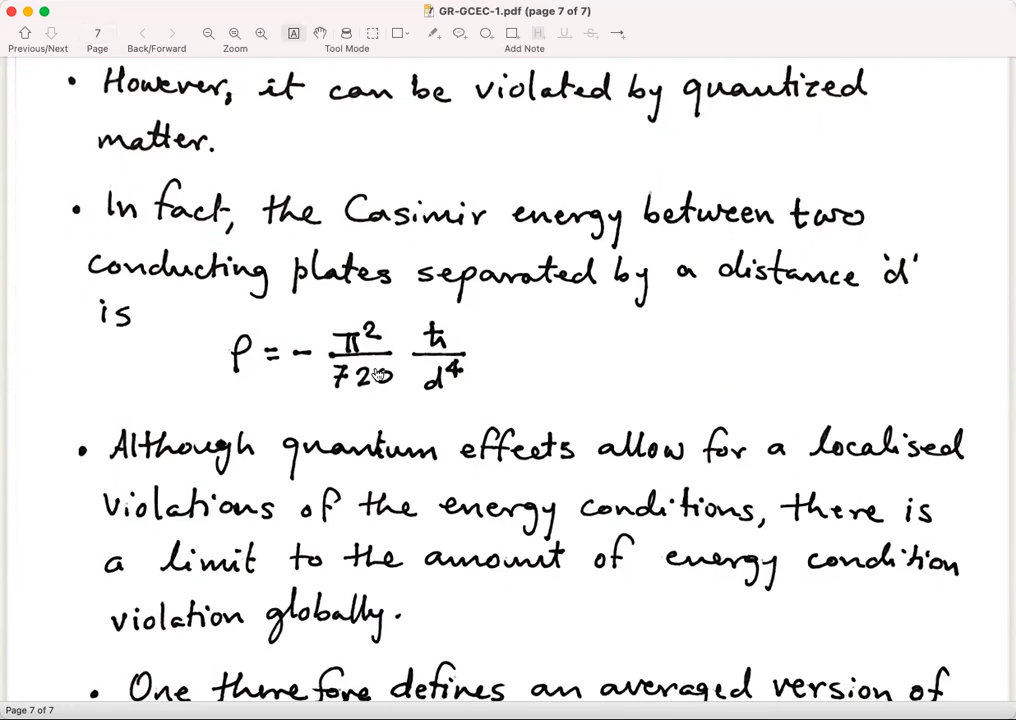 GR-GCEC-1.pdf (page 7 of 7)
7
Previous/Next Page Back/Forward Zoom Tool Mode Add Note
• However, it can be violated by quantized
matter.
• In fact, the Casimir energy between two
conducting plates separated by a distance 'd'
is
ρ = - π²/720 ħ/d⁴
• Although quantum effects allow for a localised
violations of the energy conditions, there is
a limit to the amount of energy condition
violation globally.
• One therefore defines an averaged version of
Page 7 of 7